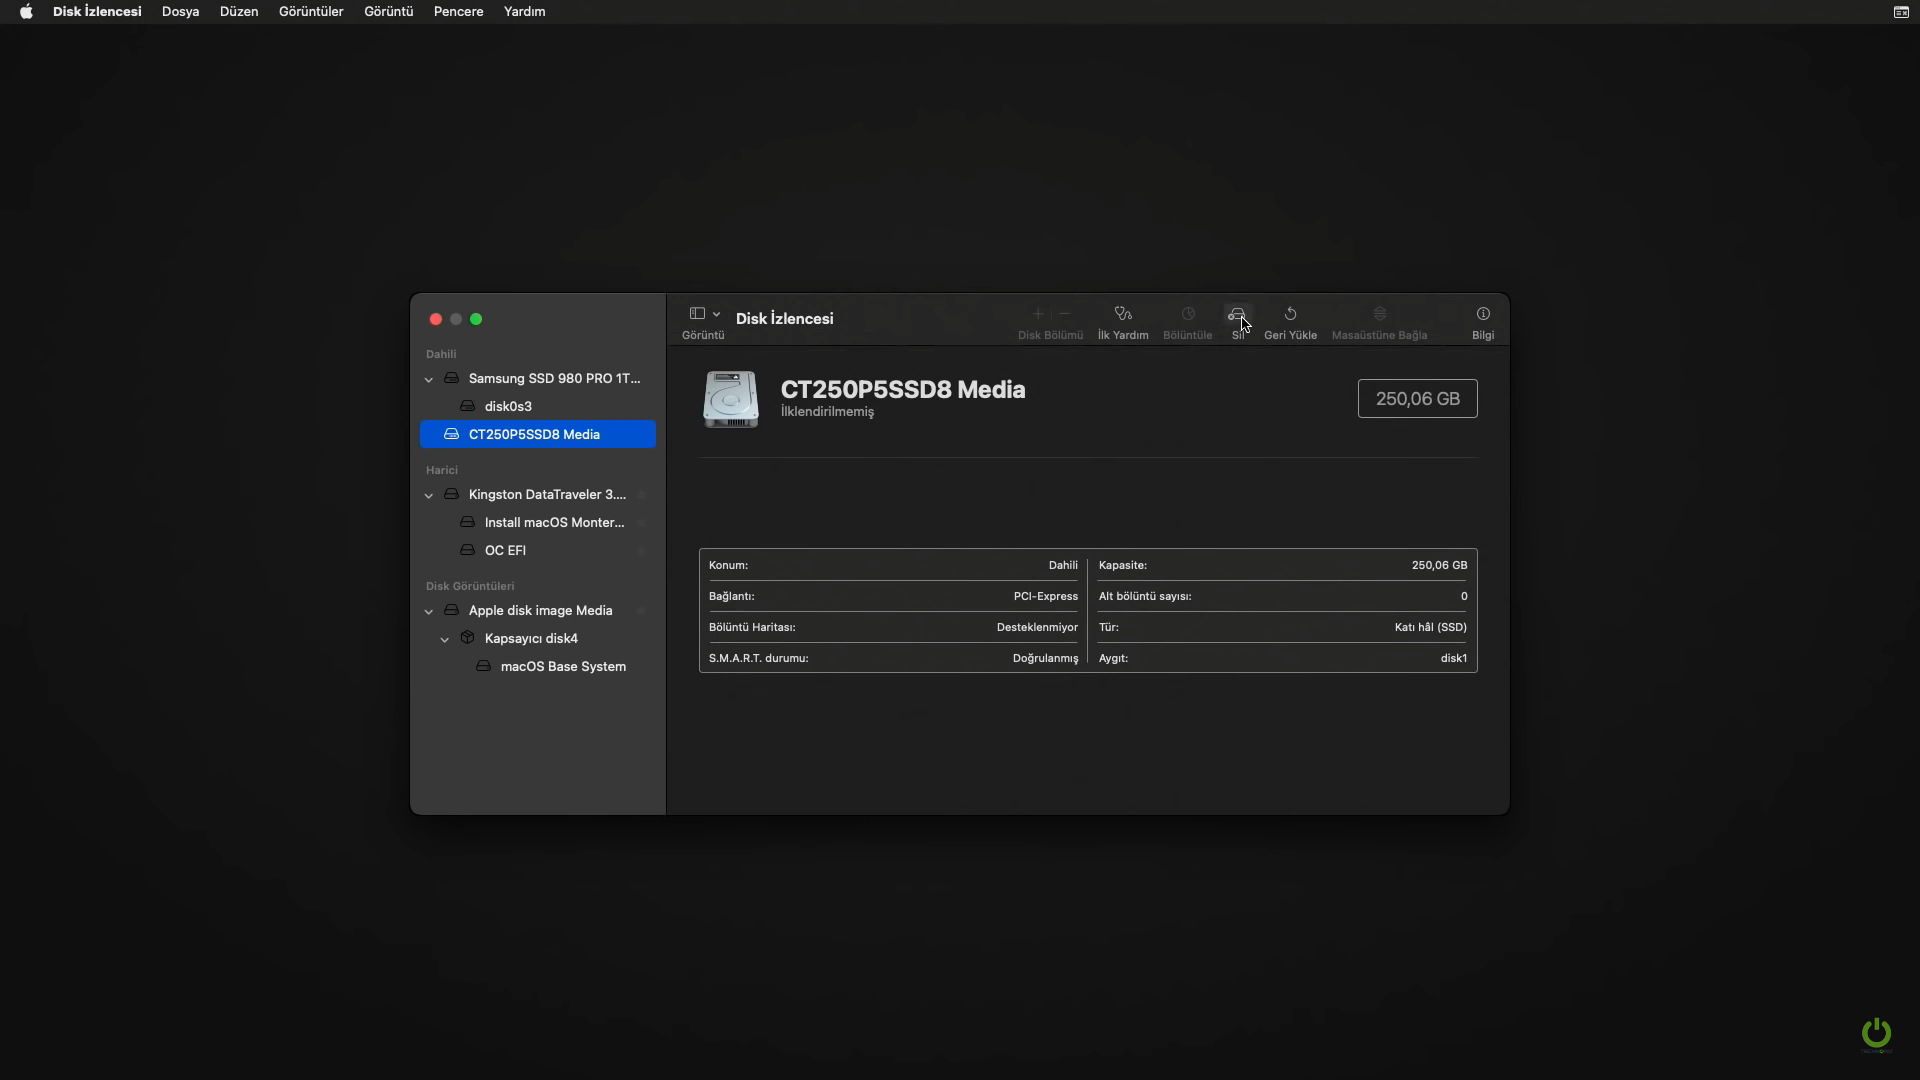 Disk İzlencesi Dosya Düzen Görüntüler Görüntü Pencere Yardım
Dahili
Samsung SSD 980 PRO 1T...
disk0s3
CT250P5SSD8 Media
Harici
Kingston DataTraveler 3....
Install macOS Monter...
OC EFI
Disk Görüntüleri
Apple disk image Media
Kapsayıcı disk4
macOS Base System
Görüntü
Disk İzlencesi
Disk Bölümü İlk Yardım Bölüntüle Sil Geri Yükle Masaüstüne Bağla Bilgi
CT250P5SSD8 Media
İlklendirilmemiş
250,06 GB
Konum: Dahili
Bağlantı: PCI-Express
Bölüntü Haritası: Desteklenmiyor
S.M.A.R.T. durumu: Doğrulanmış
Kapasite: 250,06 GB
Alt bölüntü sayısı: 0
Tür: Katı hâl (SSD)
Aygıt: disk1